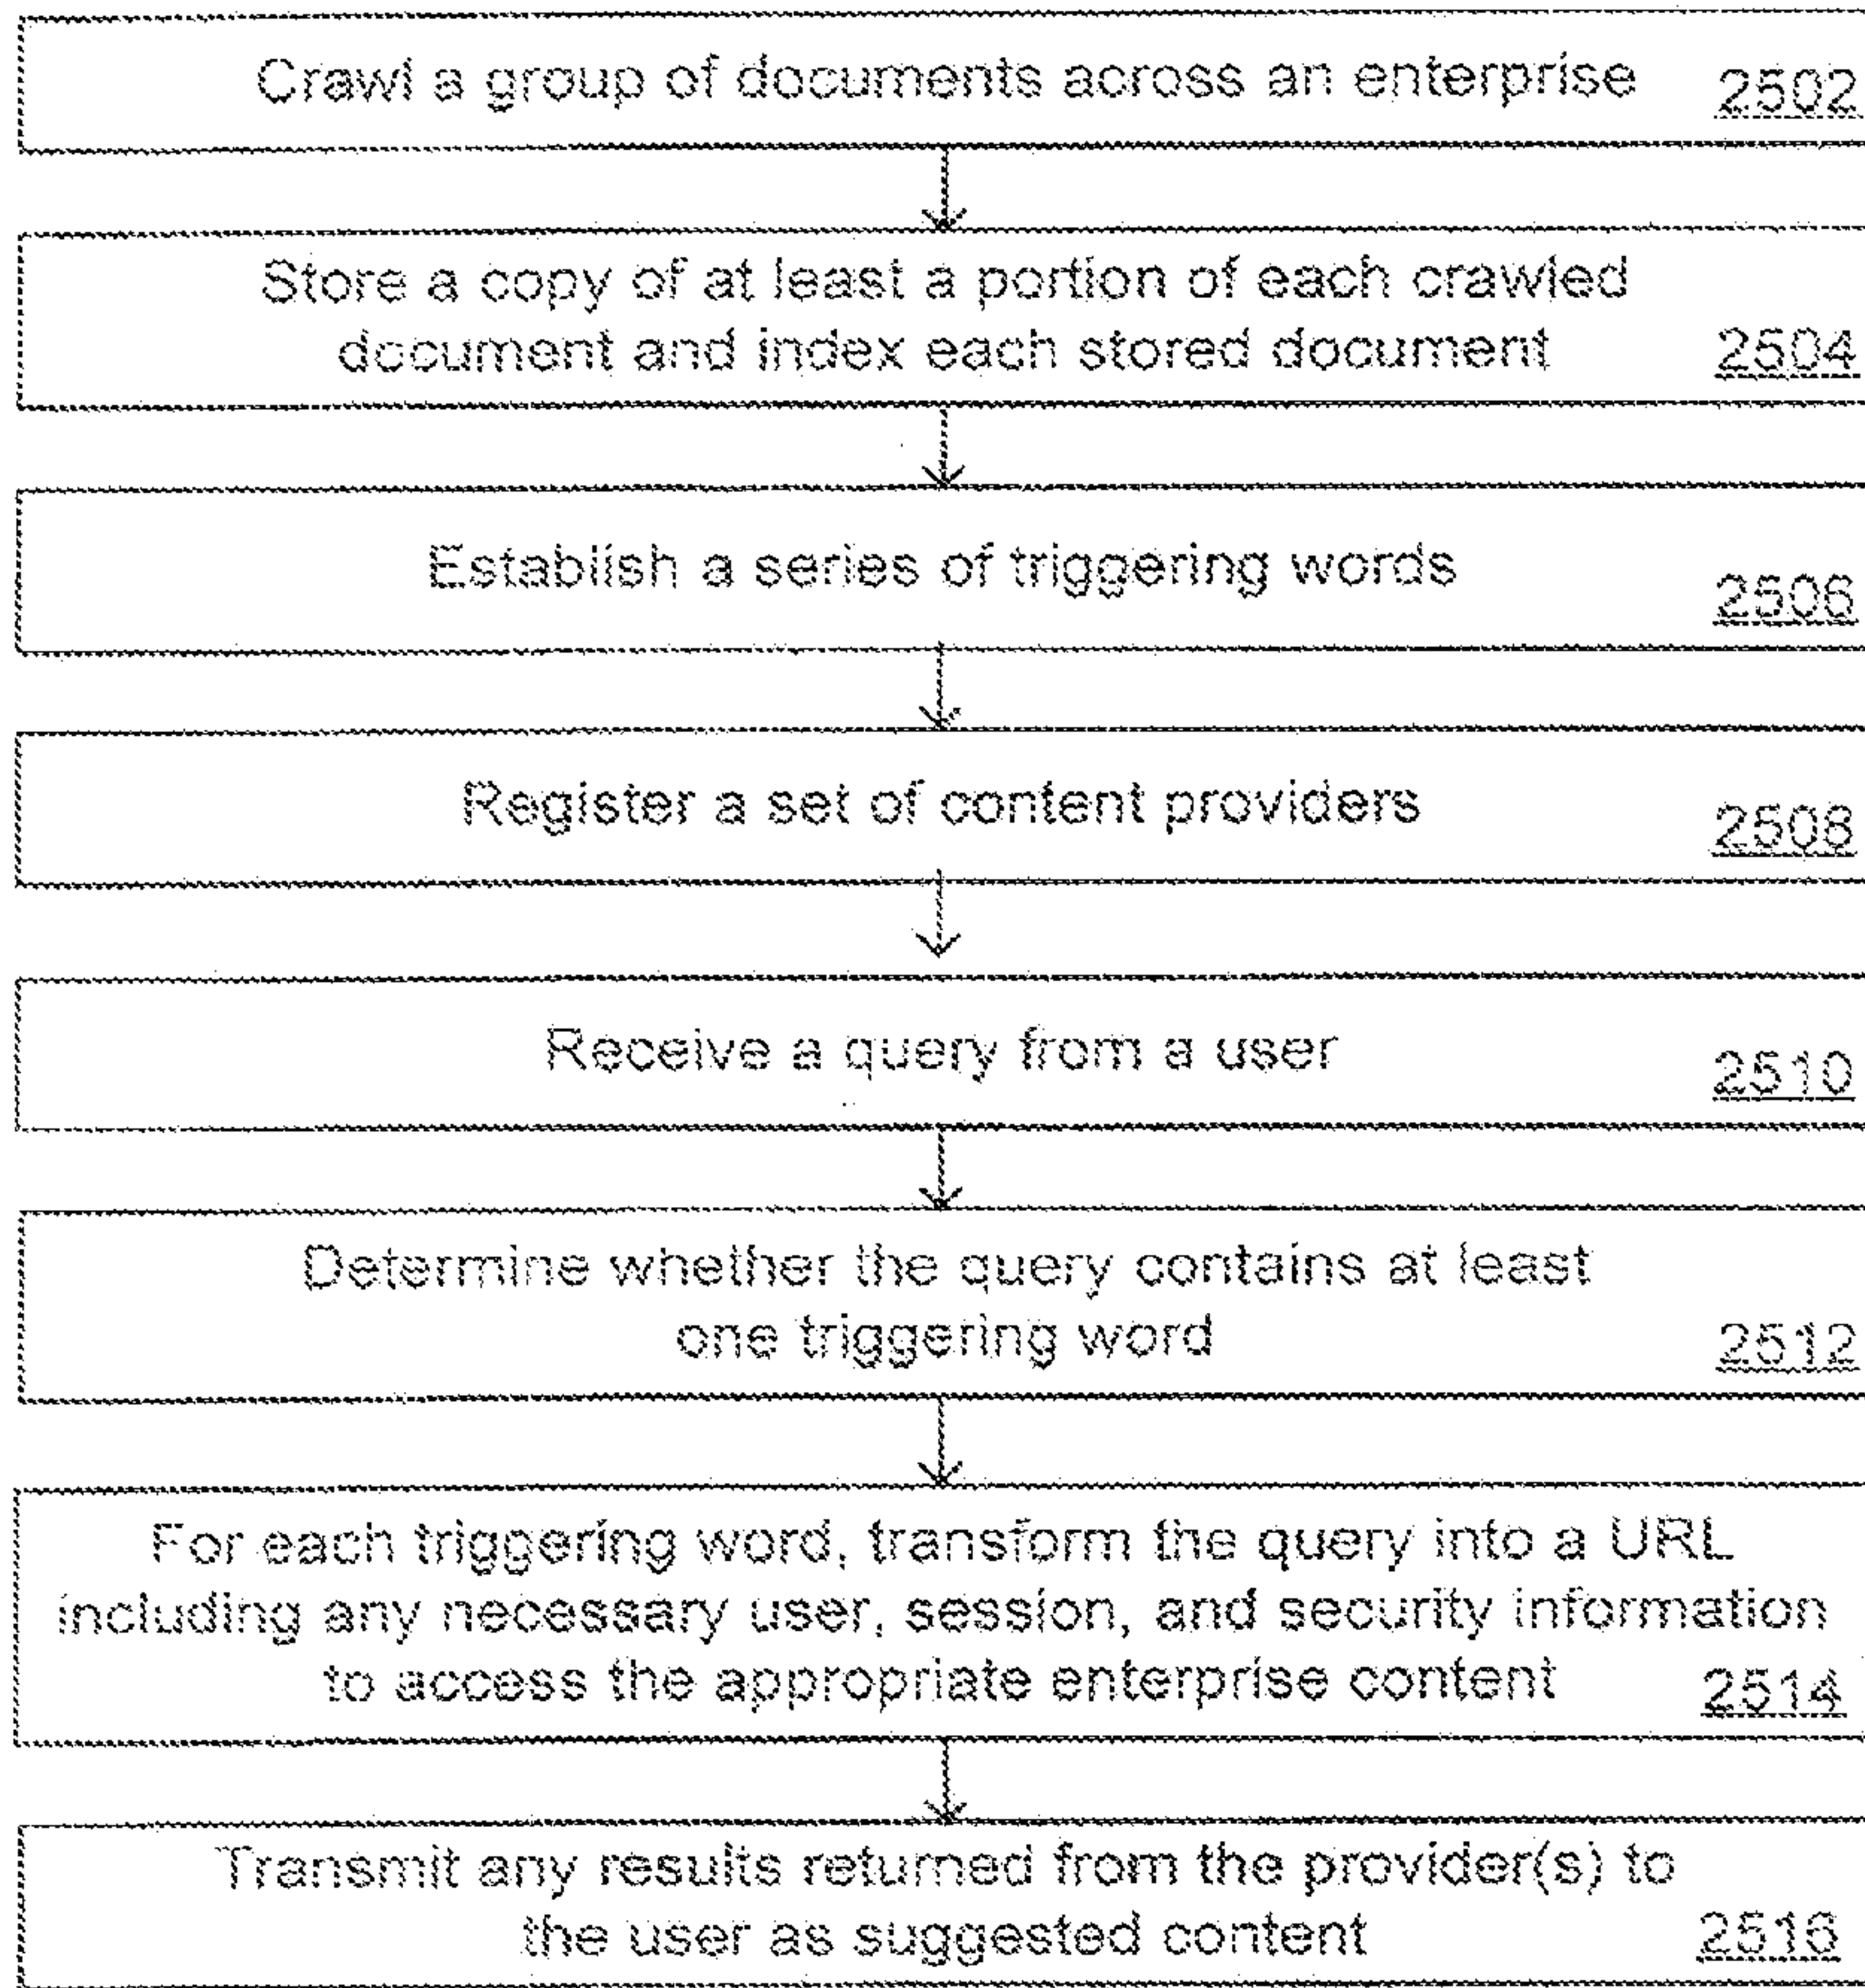 Crawl a group of documents across an enterprise 2502
Store a copy of at least a portion of each crawled
document and index each stored document 2504
Establish a series of triggering words 2506
Register a set of content providers 2508
Receive a query from a user 2510
Determine whether the query contains at least
one triggering word 2512
For each triggering word, transform the query into a URL
including any necessary user, session, and security information
to access the appropriate enterprise content 2514
Transmit any results returned from the provider(s) to
the user as suggested content 2516